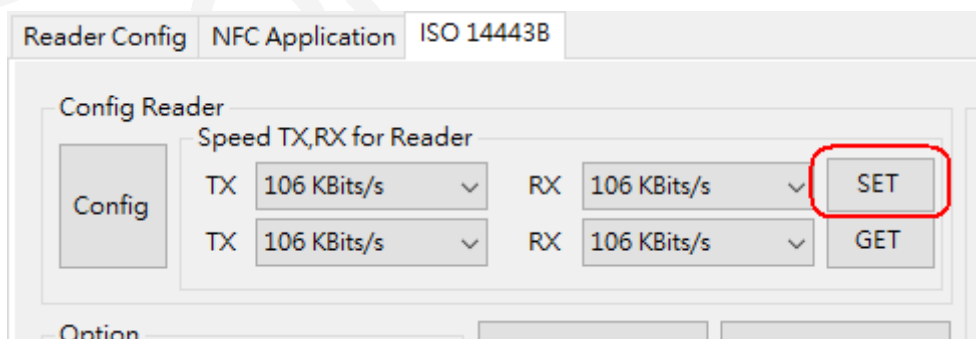 Reader Config NFC Application ISO 14443B
Config Reader
Speed TX,RX for Reader
Config
TX 106 KBits/s RX 106 KBits/s SET
TX 106 KBits/s RX 106 KBits/s GET
Option